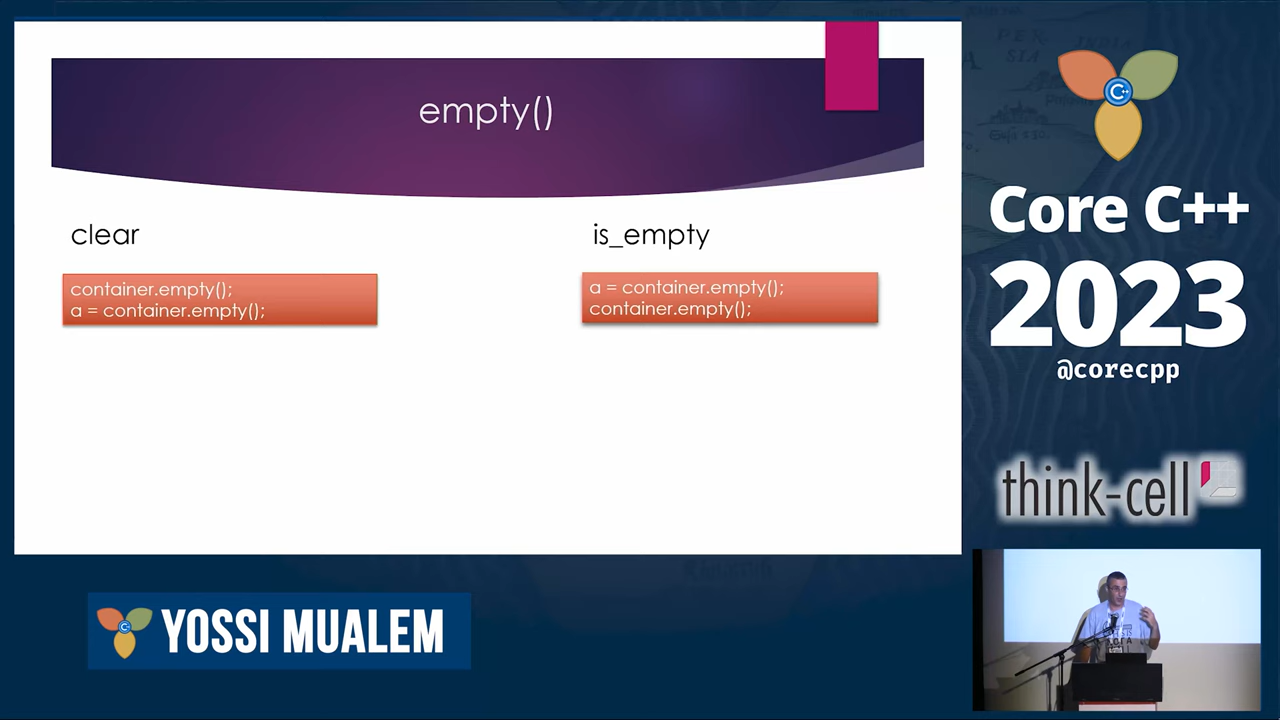 empty()
clear
container.empty();
a = container.empty();
is_empty
a = container.empty();
container.empty();
C++
Core C++
2023
@corecpp
think-cell
YOSSI MUALEM